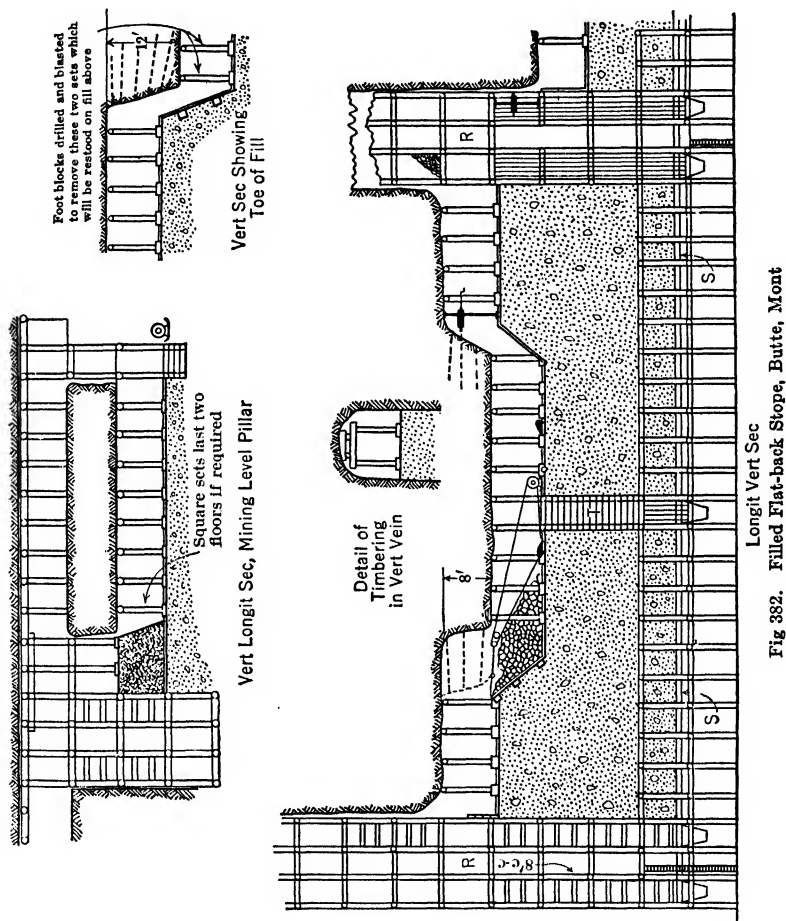 Foot blocks drilled and blasted
to remove these two sets which
will be restood on fill above
12'
Vert Sec Showing
Toe of Fill
Square sets last two
floors if required
Vert Longit Sec, Mining Level Pillar
Detail of
Timbering
in Vert Vein
8'
R
R
8'c-c
T
S
S
Longit Vert Sec
Fig 382. Filled Flat-back Stope, Butte, Mont